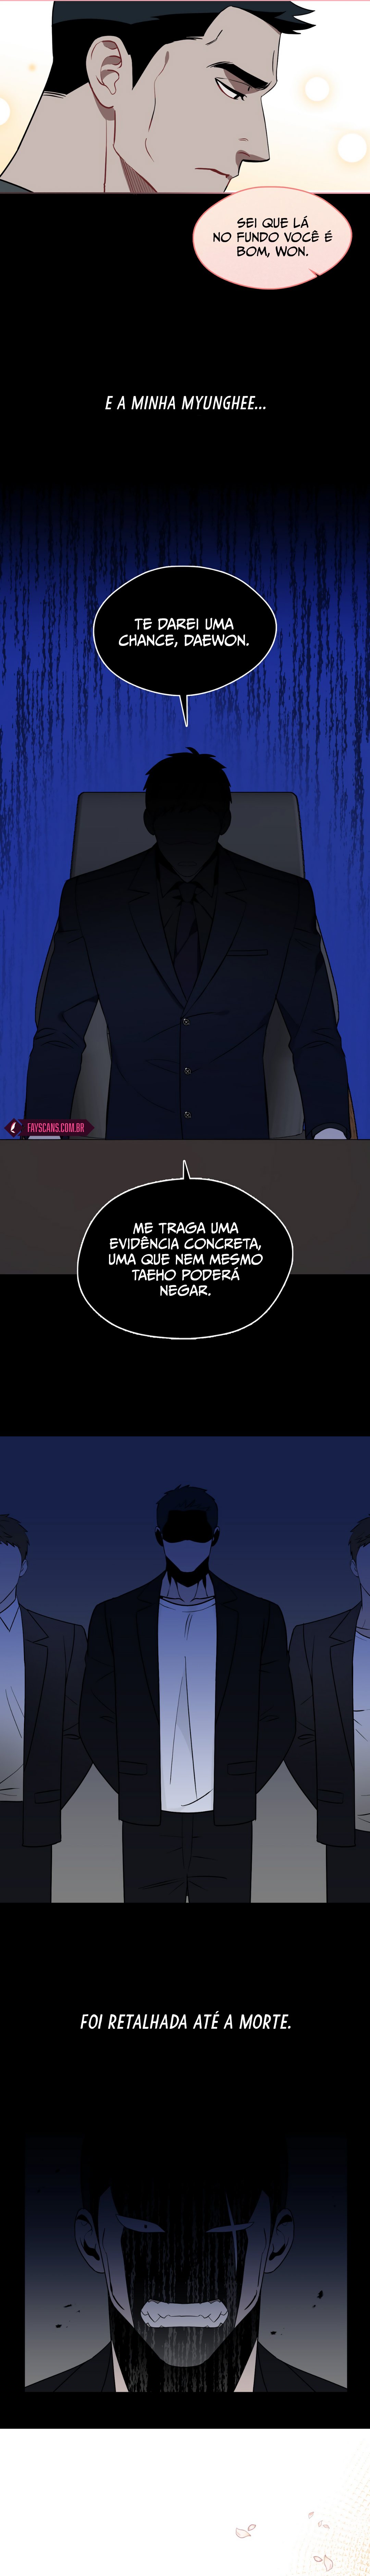 SEI QUE LÁ
NO FUNDO VOCÊ É
BOM, WON.
E A MINHA MYUNGHEE...
TE DAREI UMA
CHANCE, DAEWON.
FAYSCANS.COM.BR
ME TRAGA UMA
EVIDÊNCIA CONCRETA,
UMA QUE NEM MESMO
TAEHO PODERÁ
NEGAR.
FOI RETALHADA ATÉ A MORTE.